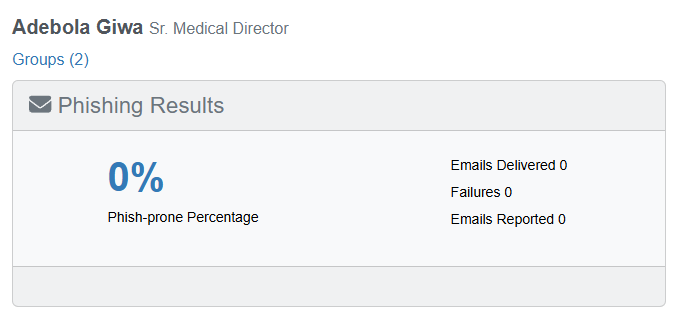 Adebola Giwa Sr. Medical Director
Groups (2)
Phishing Results
0%
Phish-prone Percentage
Emails Delivered 0
Failures 0
Emails Reported 0